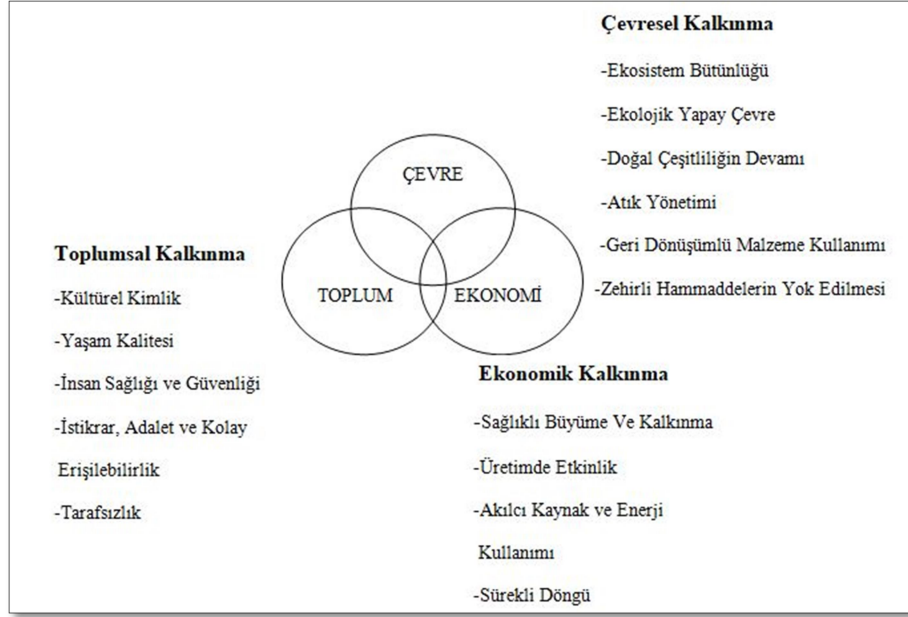 Çevresel Kalkınma
-Ekosistem Bütünlüğü
-Ekolojik Yapay Çevre
-Doğal Çeşitliliğin Devamı
-Atık Yönetimi
-Geri Dönüşümlü Malzeme Kullanımı
-Zehirli Hammaddelerin Yok Edilmesi
ÇEVRE
TOPLUM
EKONOMİ
Toplumsal Kalkınma
-Kültürel Kimlik
-Yaşam Kalitesi
-İnsan Sağlığı ve Güvenliği
-İstikrar, Adalet ve Kolay
Erişilebilirlik
-Tarafsızlık
Ekonomik Kalkınma
-Sağlıklı Büyüme Ve Kalkınma
-Üretimde Etkinlik
-Akılcı Kaynak ve Enerji
Kullanımı
-Sürekli Döngü